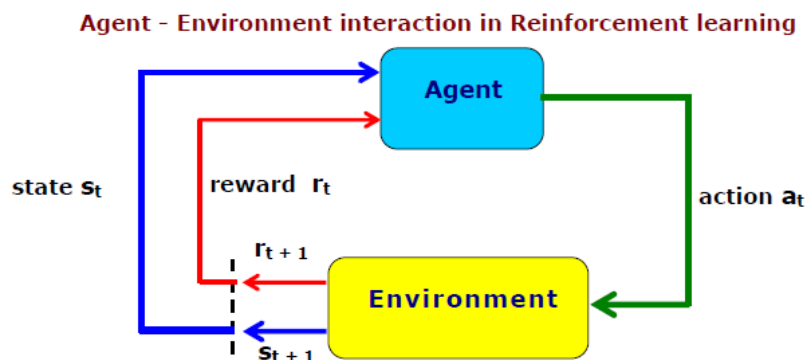 Agent - Environment interaction in Reinforcement learning
Agent
state sₜ
reward rₜ
action aₜ
rₜ₊₁
Environment
sₜ₊₁